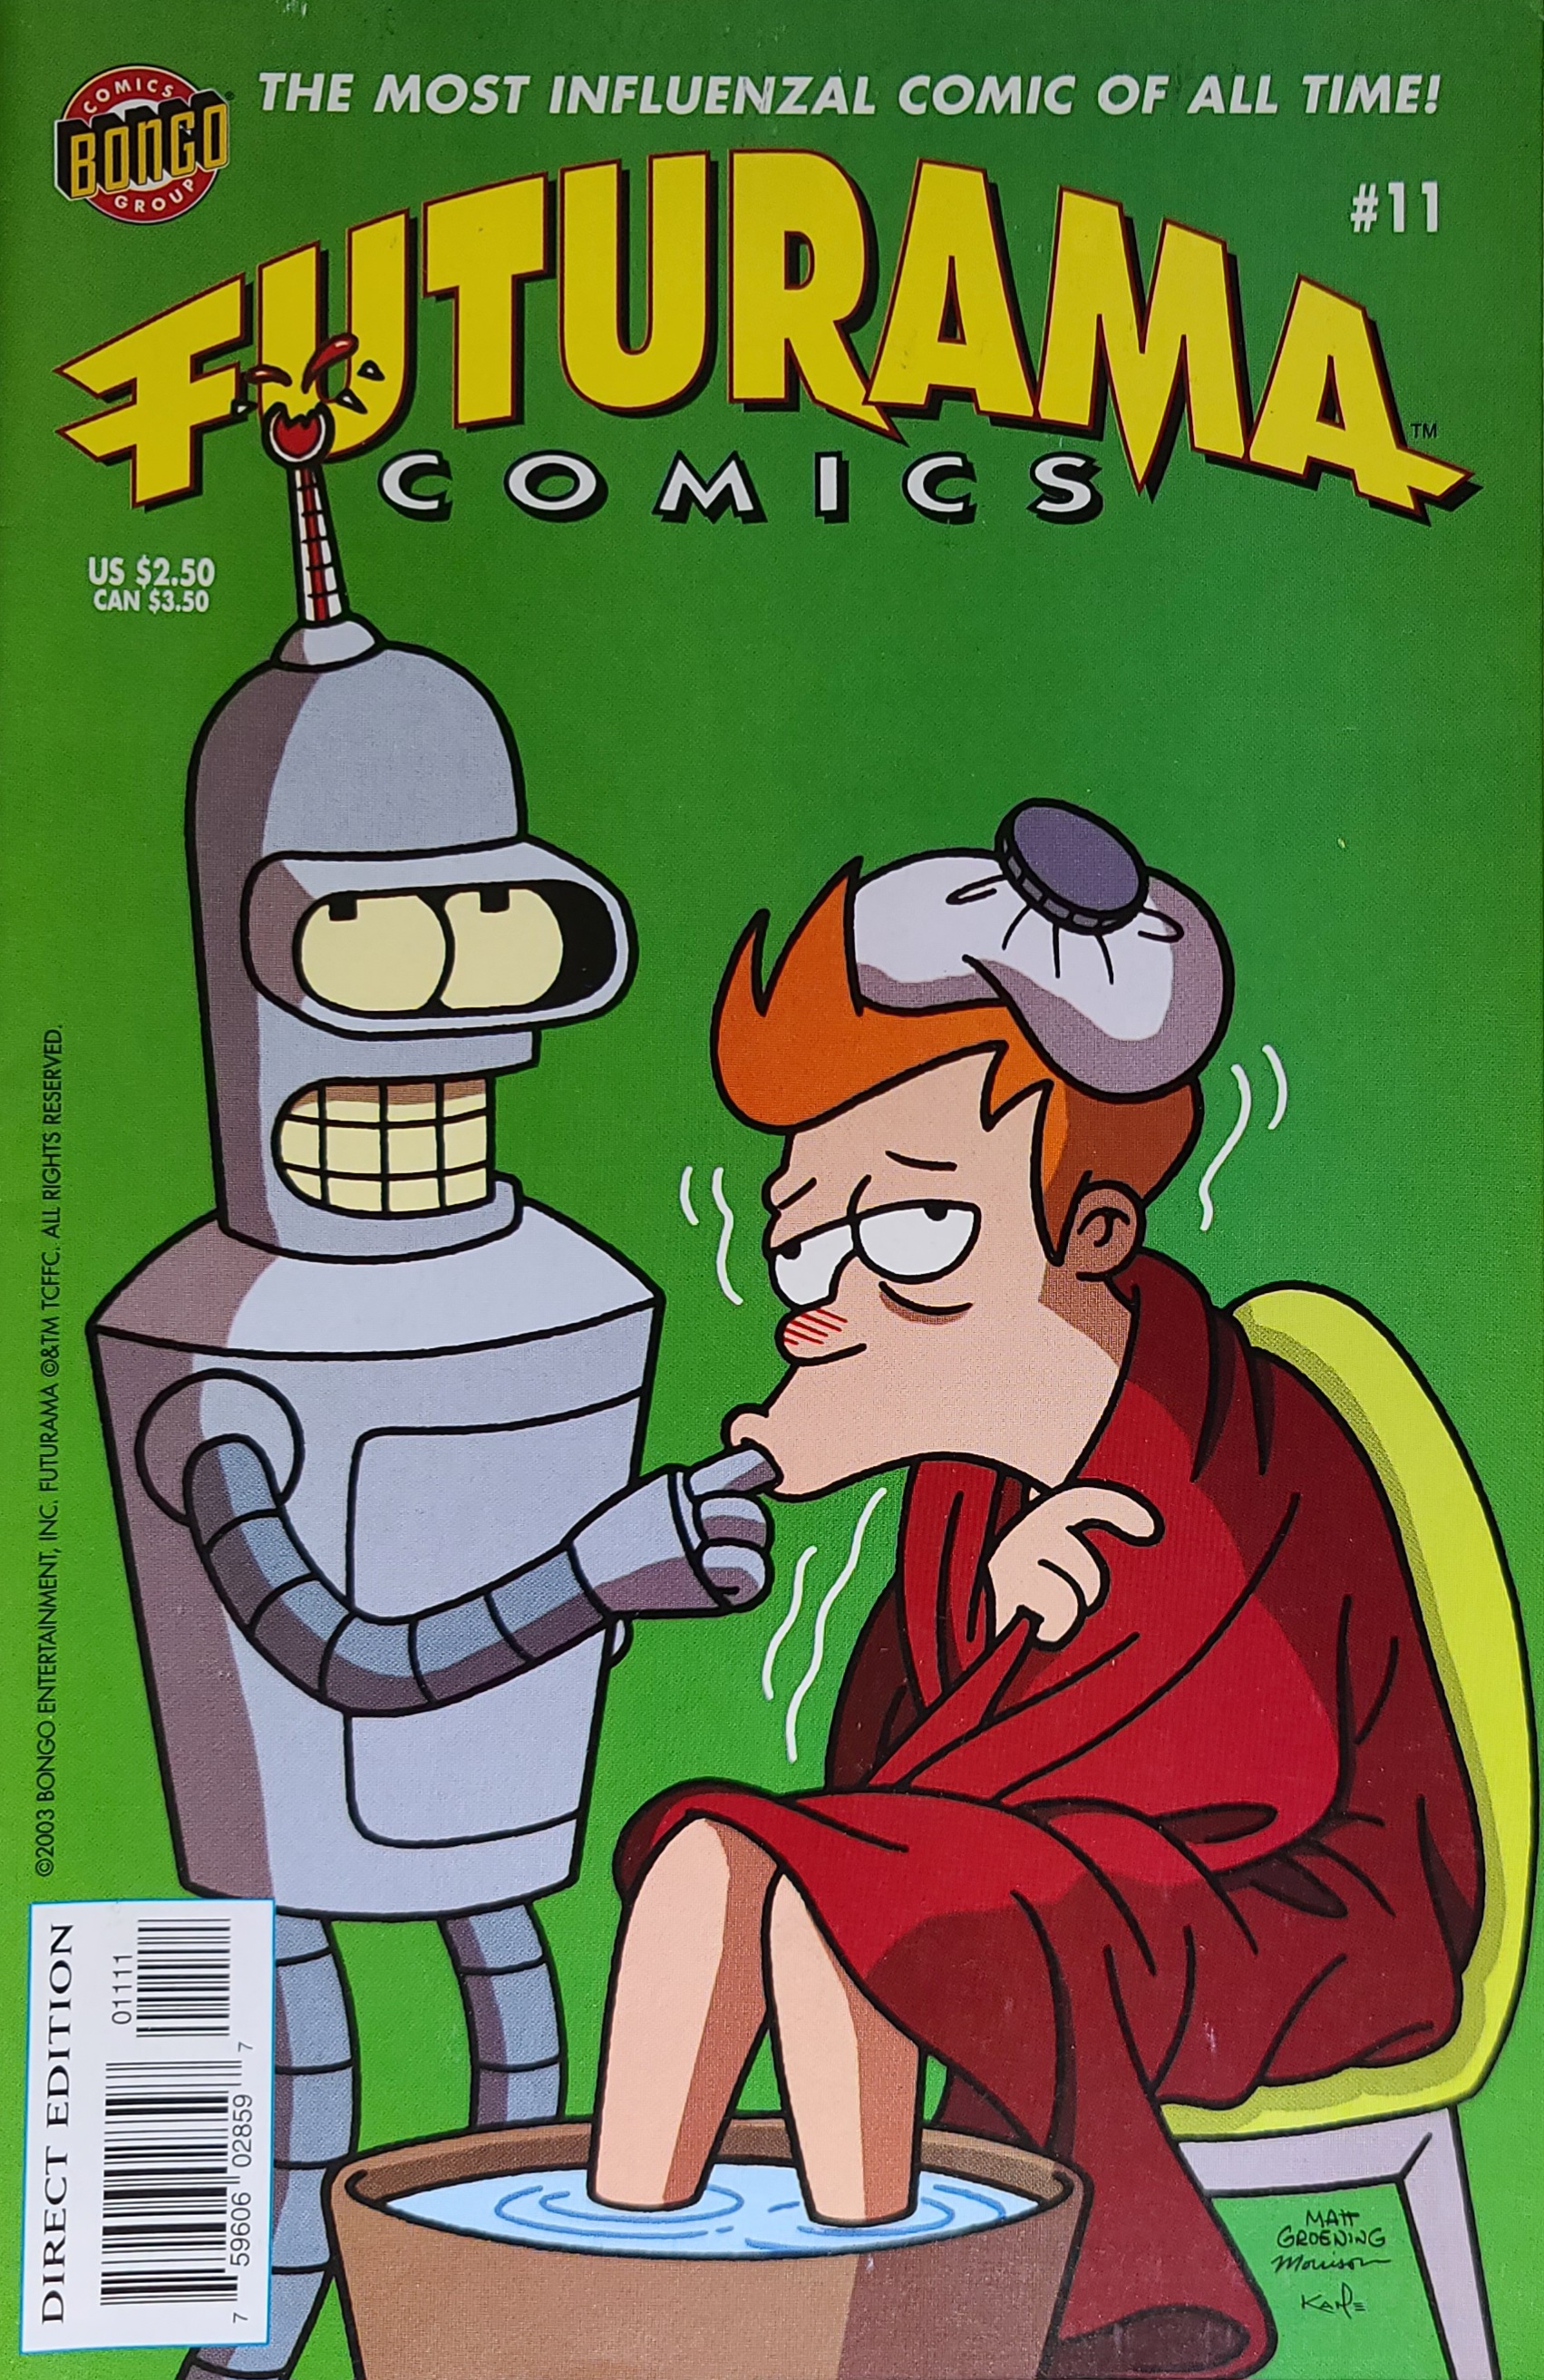 COMICS
BONGO
GROUP
THE MOST INFLUENZAL COMIC OF ALL TIME!
#11
FUTURAMA
TM
COMICS
US $2.50
CAN $3.50
©2003 BONGO ENTERTAINMENT, INC. FUTURAMA ©&TM TCFFC. ALL RIGHTS RESERVED.
DIRECT EDITION
01111
7 59606 02859 7
MATT
GROENING
Morrison